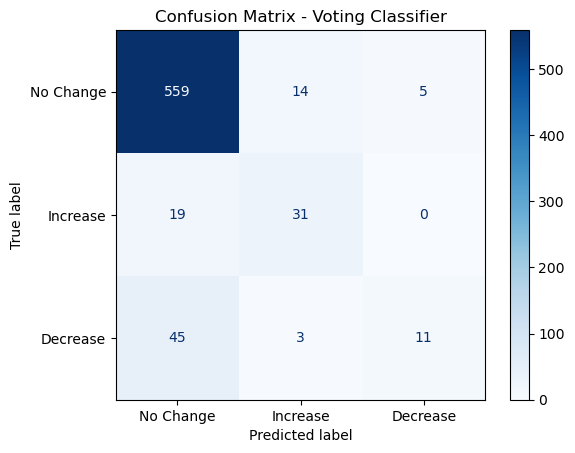 Confusion Matrix - Voting Classifier
True label
No Change
559
14
5
Increase
19
31
0
Decrease
45
3
11
No Change
Increase
Decrease
Predicted label
500
400
300
200
100
0